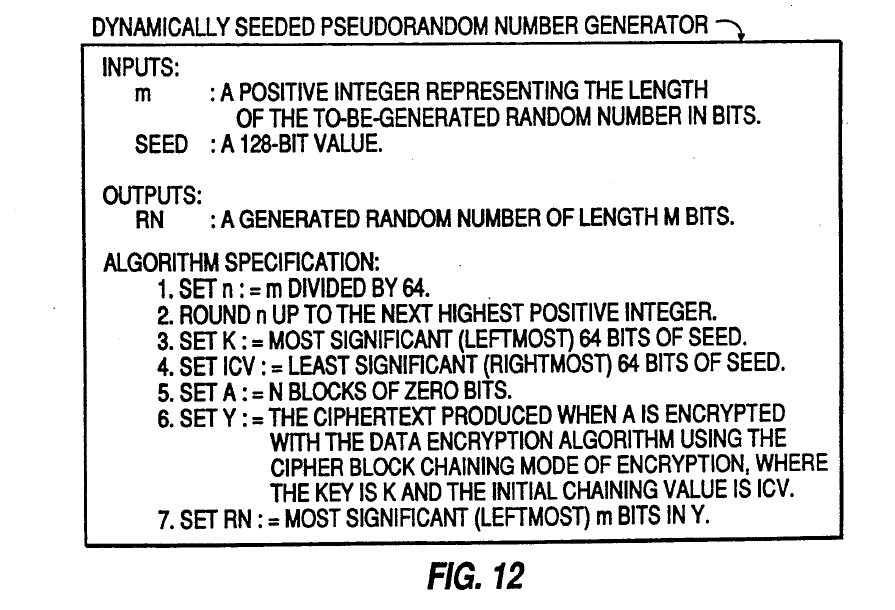 DYNAMICALLY SEEDED PSEUDORANDOM NUMBER GENERATOR
INPUTS:
m : A POSITIVE INTEGER REPRESENTING THE LENGTH
OF THE TO-BE-GENERATED RANDOM NUMBER IN BITS.
SEED : A 128-BIT VALUE.
OUTPUTS:
RN : A GENERATED RANDOM NUMBER OF LENGTH M BITS.
ALGORITHM SPECIFICATION:
1. SET n : = m DIVIDED BY 64.
2. ROUND n UP TO THE NEXT HIGHEST POSITIVE INTEGER.
3. SET K : = MOST SIGNIFICANT (LEFTMOST) 64 BITS OF SEED.
4. SET ICV : = LEAST SIGNIFICANT (RIGHTMOST) 64 BITS OF SEED.
5. SET A : = N BLOCKS OF ZERO BITS.
6. SET Y : = THE CIPHERTEXT PRODUCED WHEN A IS ENCRYPTED
WITH THE DATA ENCRYPTION ALGORITHM USING THE
CIPHER BLOCK CHAINING MODE OF ENCRYPTION, WHERE
THE KEY IS K AND THE INITIAL CHAINING VALUE IS ICV.
7. SET RN : = MOST SIGNIFICANT (LEFTMOST) m BITS IN Y.
FIG. 12